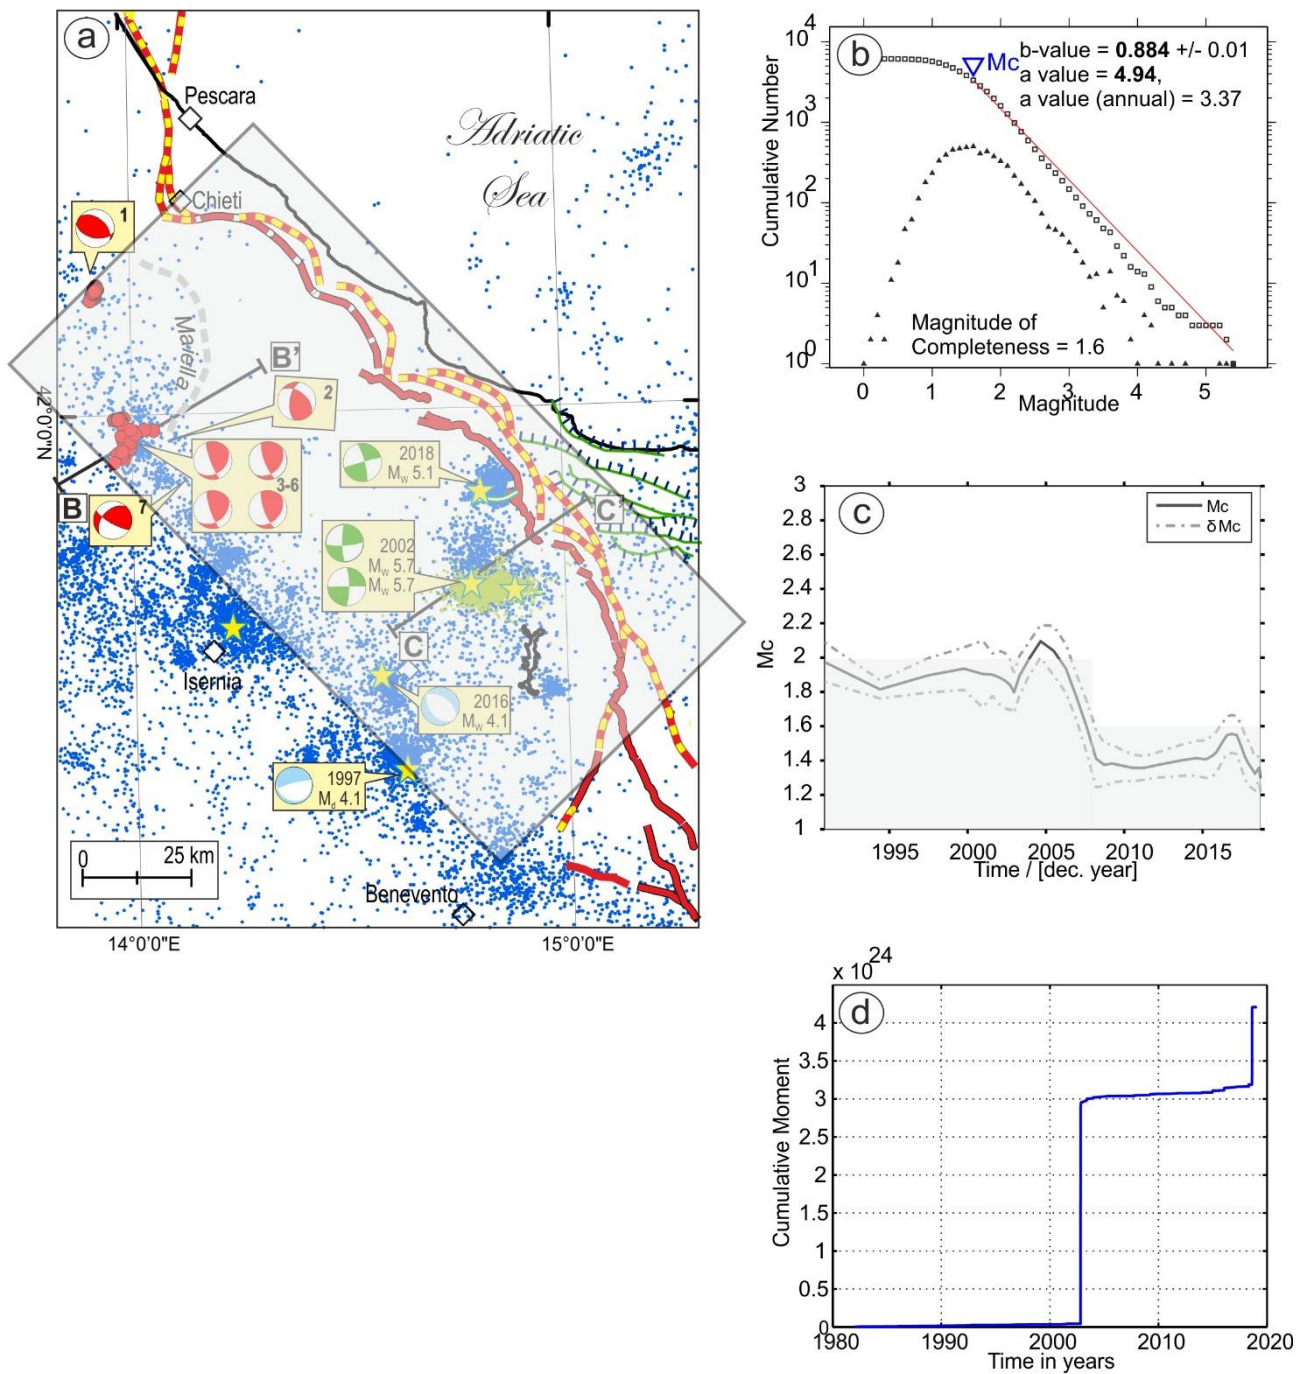 a
Pescara
Adriatic
Sea
Chieti
1
Maiella
B'
2
42°0'0"N
3-6
2018
Mw 5.1
B
7
C'
2002
Mw 5.7
Mw 5.7
C
Isernia
2016
Mw 4.1
1997
Md 4.1
0 25 km
Benevento
14°0'0"E 15°0'0"E
b
b-value = 0.884 +/- 0.01
a value = 4.94,
a value (annual) = 3.37
Mc
Cumulative Number
10^4
10^3
10^2
10^1
10^0
Magnitude of
Completeness = 1.6
0 1 2 3 4 5
Magnitude
c
Mc
δ Mc
Mc
3
2.8
2.6
2.4
2.2
2
1.8
1.6
1.4
1.2
1
1995 2000 2005 2010 2015
Time / [dec. year]
d
x 10^24
Cumulative Moment
4
3.5
3
2.5
2
1.5
1
0.5
0
1980 1990 2000 2010 2020
Time in years